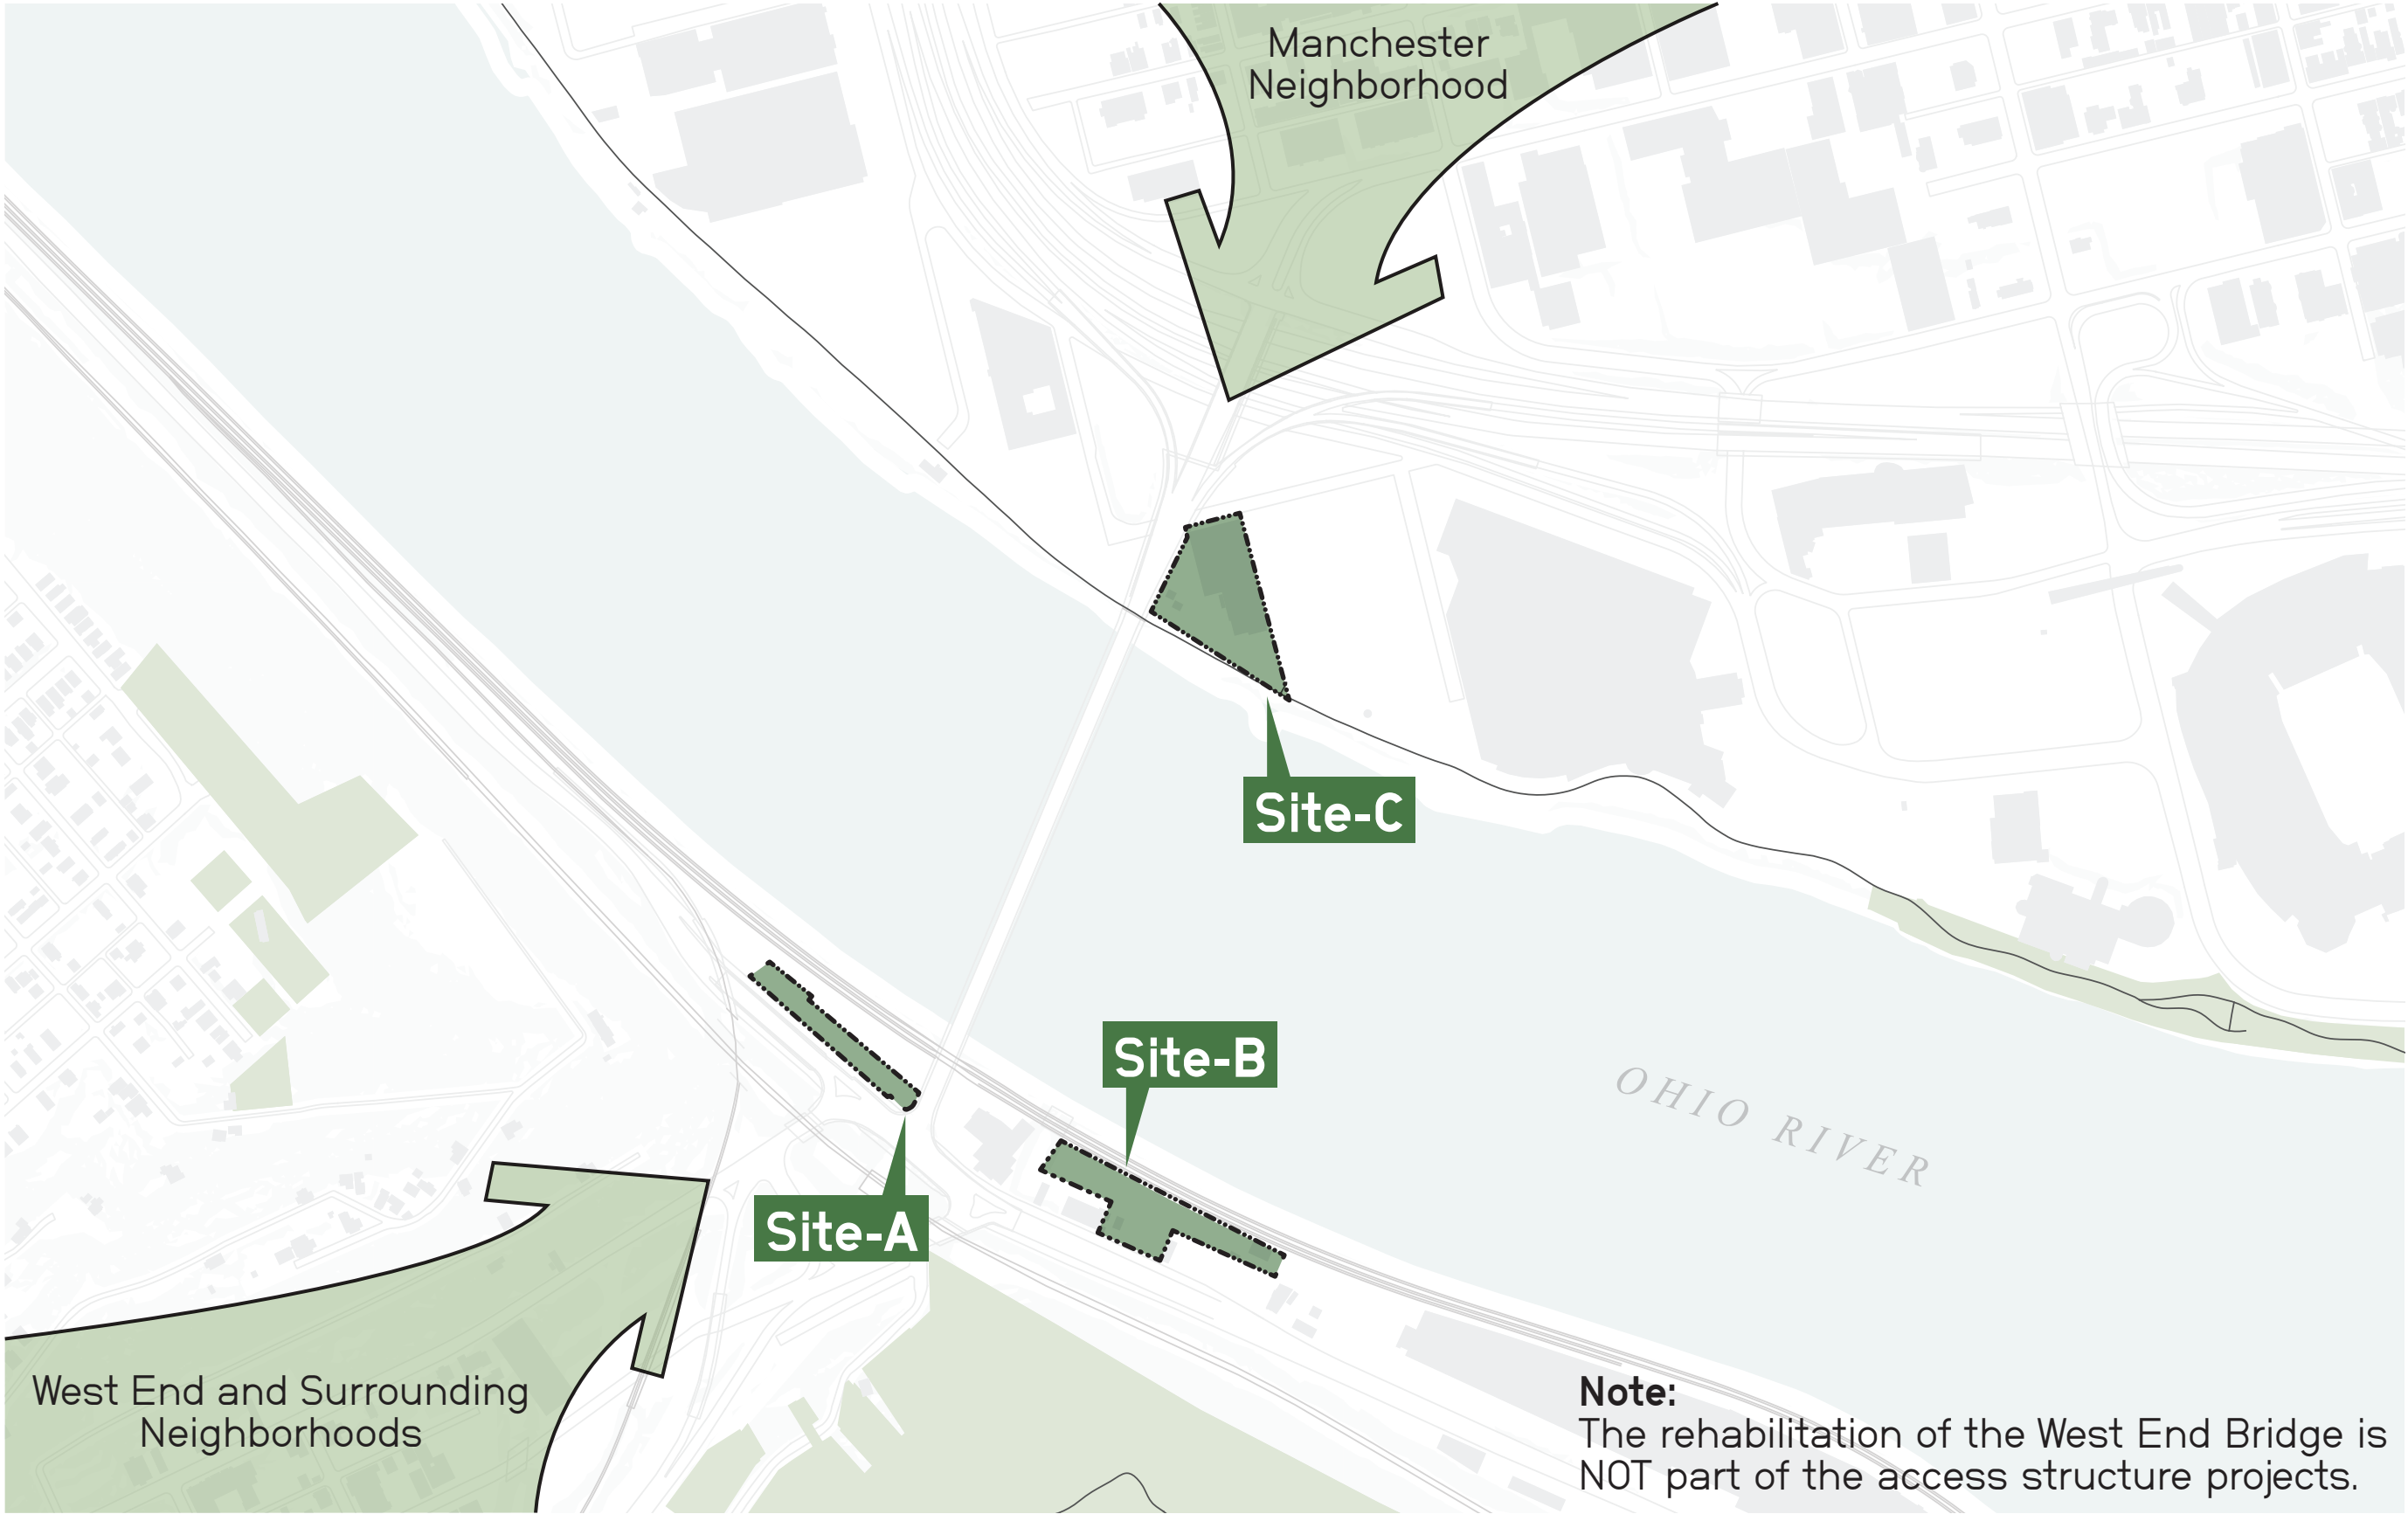 Manchester
Neighborhood
Site-C
Site-B
OHIO RIVER
Site-A
West End and Surrounding
Neighborhoods
Note:
The rehabilitation of the West End Bridge is
NOT part of the access structure projects.